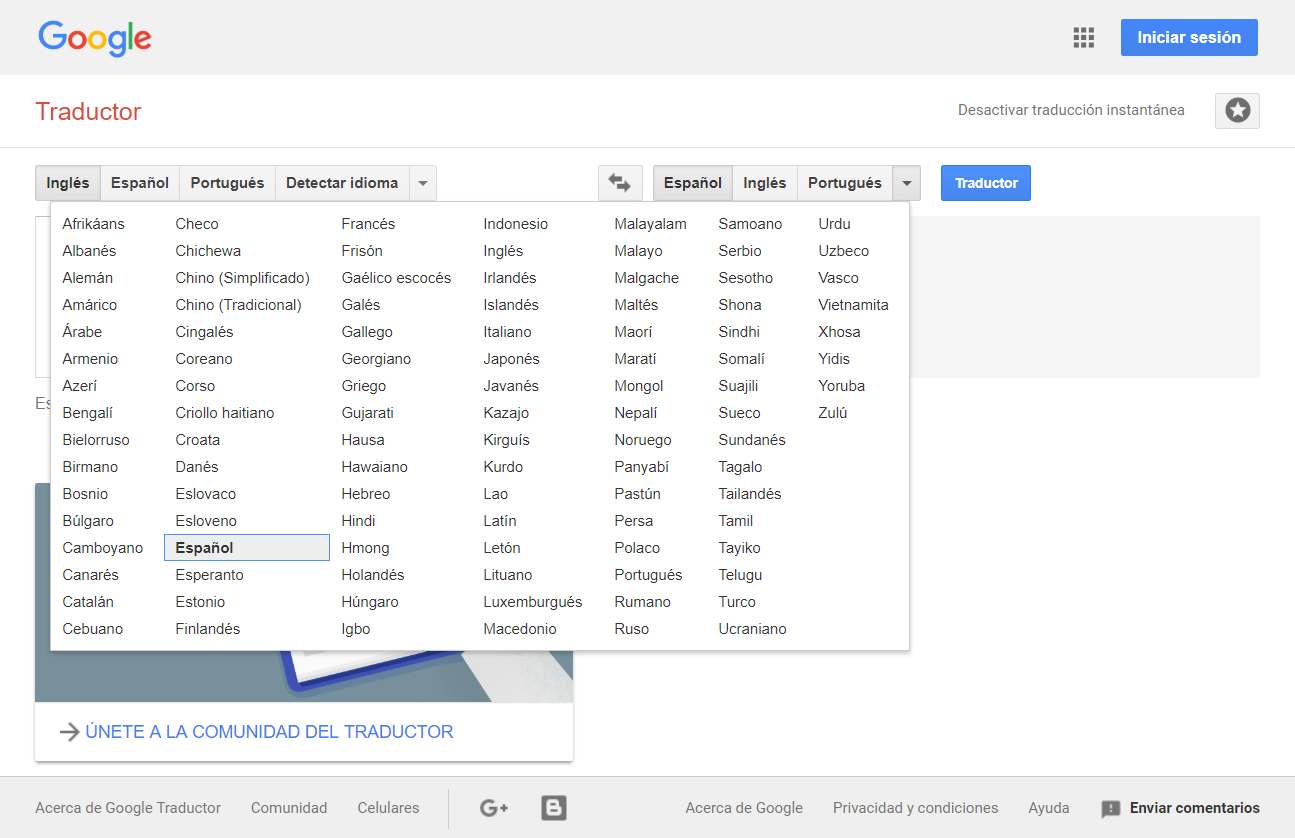 Google
Iniciar sesión
Traductor
Desactivar traducción instantánea
Inglés Español Portugués Detectar idioma
Español Inglés Portugués
Traductor
Afrikáans
Albanés
Alemán
Amárico
Árabe
Armenio
Azerí
Bengalí
Bielorruso
Birmano
Bosnio
Búlgaro
Camboyano
Canarés
Catalán
Cebuano
Checo
Chichewa
Chino (Simplificado)
Chino (Tradicional)
Cingalés
Coreano
Corso
Criollo haitiano
Croata
Danés
Eslovaco
Esloveno
Español
Esperanto
Estonio
Finlandés
Francés
Frisón
Gaélico escocés
Galés
Gallego
Georgiano
Griego
Gujarati
Hausa
Hawaiano
Hebreo
Hindi
Hmong
Holandés
Húngaro
Igbo
Indonesio
Inglés
Irlandés
Islandés
Italiano
Japonés
Javanés
Kazajo
Kirguís
Kurdo
Lao
Latín
Letón
Lituano
Luxemburgués
Macedonio
Malayalam
Malayo
Malgache
Maltés
Maorí
Maratí
Mongol
Nepalí
Noruego
Panyabí
Pastún
Persa
Polaco
Portugués
Rumano
Ruso
Samoano
Serbio
Sesotho
Shona
Sindhi
Somalí
Suajili
Sueco
Sundanés
Tagalo
Tailandés
Tamil
Tayiko
Telugu
Turco
Ucraniano
Urdu
Uzbeco
Vasco
Vietnamita
Xhosa
Yidis
Yoruba
Zulú
ÚNETE A LA COMUNIDAD DEL TRADUCTOR
Acerca de Google Traductor Comunidad Celulares G+ B Acerca de Google Privacidad y condiciones Ayuda Enviar comentarios